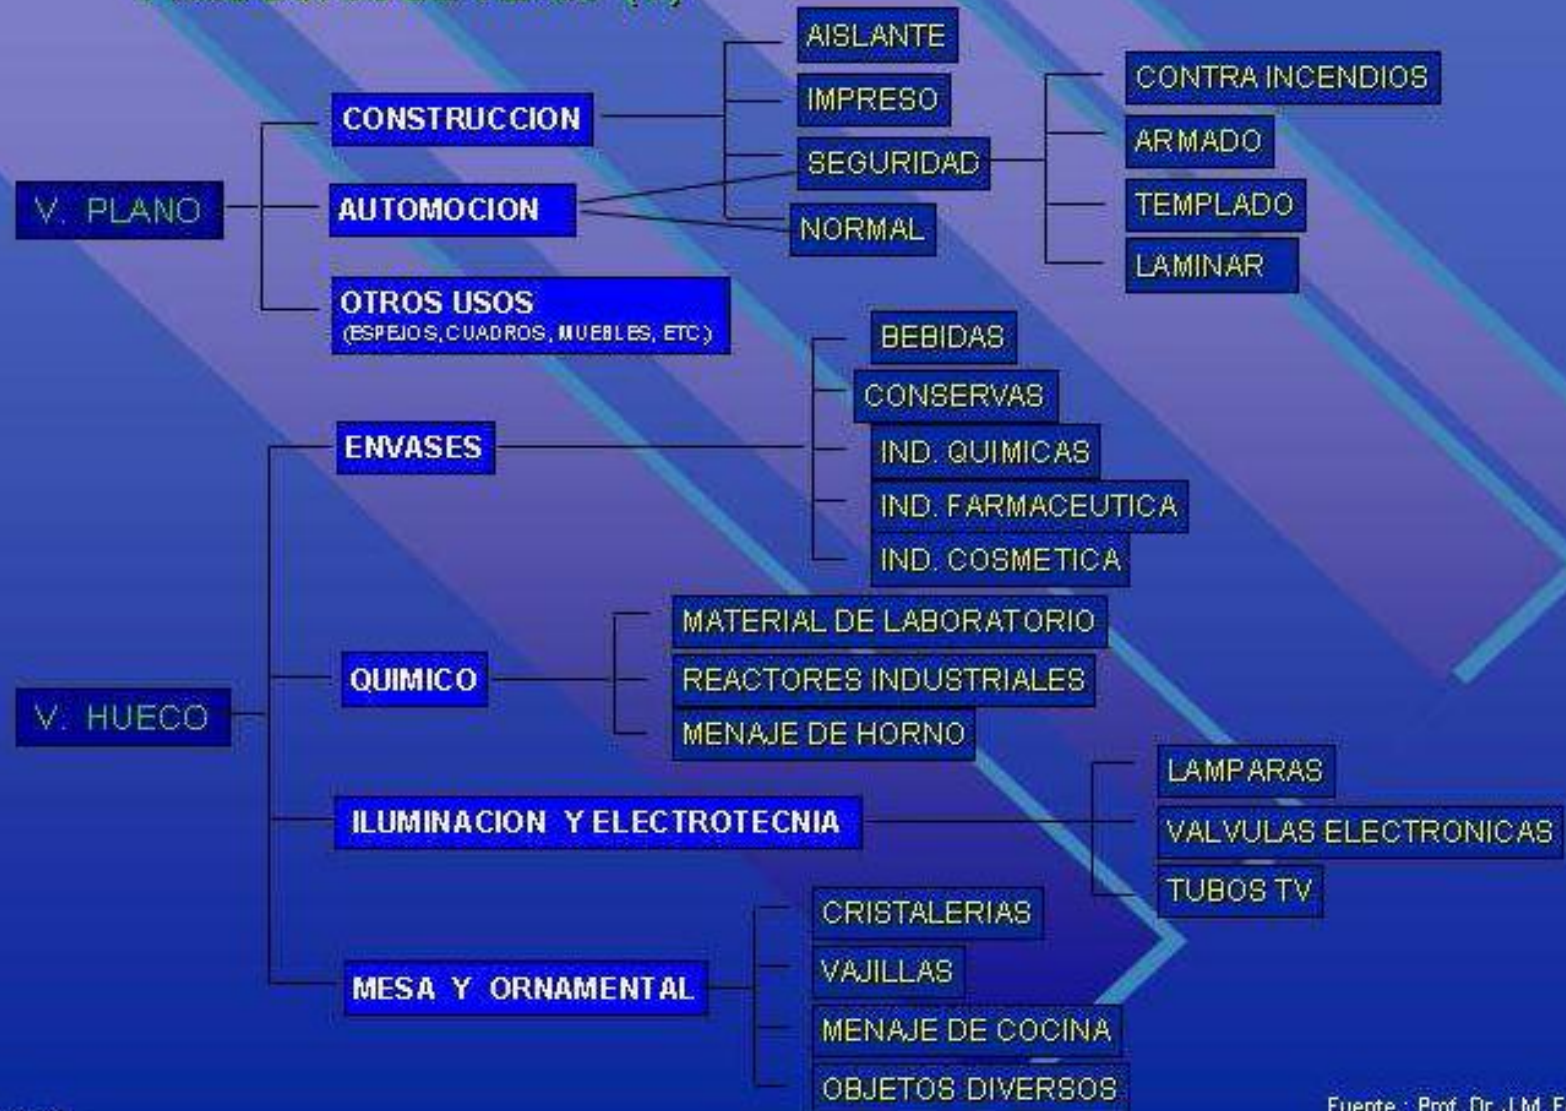 V. PLANO
CONSTRUCCION
AISLANTE
IMPRESO
SEGURIDAD
NORMAL
CONTRA INCENDIOS
ARMADO
TEMPLADO
LAMINAR
AUTOMOCION
OTROS USOS
(ESPEJOS, CUADROS, MUEBLES, ETC)
V. HUECO
ENVASES
BEBIDAS
CONSERVAS
IND. QUIMICAS
IND. FARMACEUTICA
IND. COSMETICA
QUIMICO
MATERIAL DE LABORATORIO
REACTORES INDUSTRIALES
MENAJE DE HORNO
ILUMINACION Y ELECTROTECNIA
LAMPARAS
VALVULAS ELECTRONICAS
TUBOS TV
MESA Y ORNAMENTAL
CRISTALERIAS
VAJILLAS
MENAJE DE COCINA
OBJETOS DIVERSOS
Fuente : Prof. Dr. J.M. F